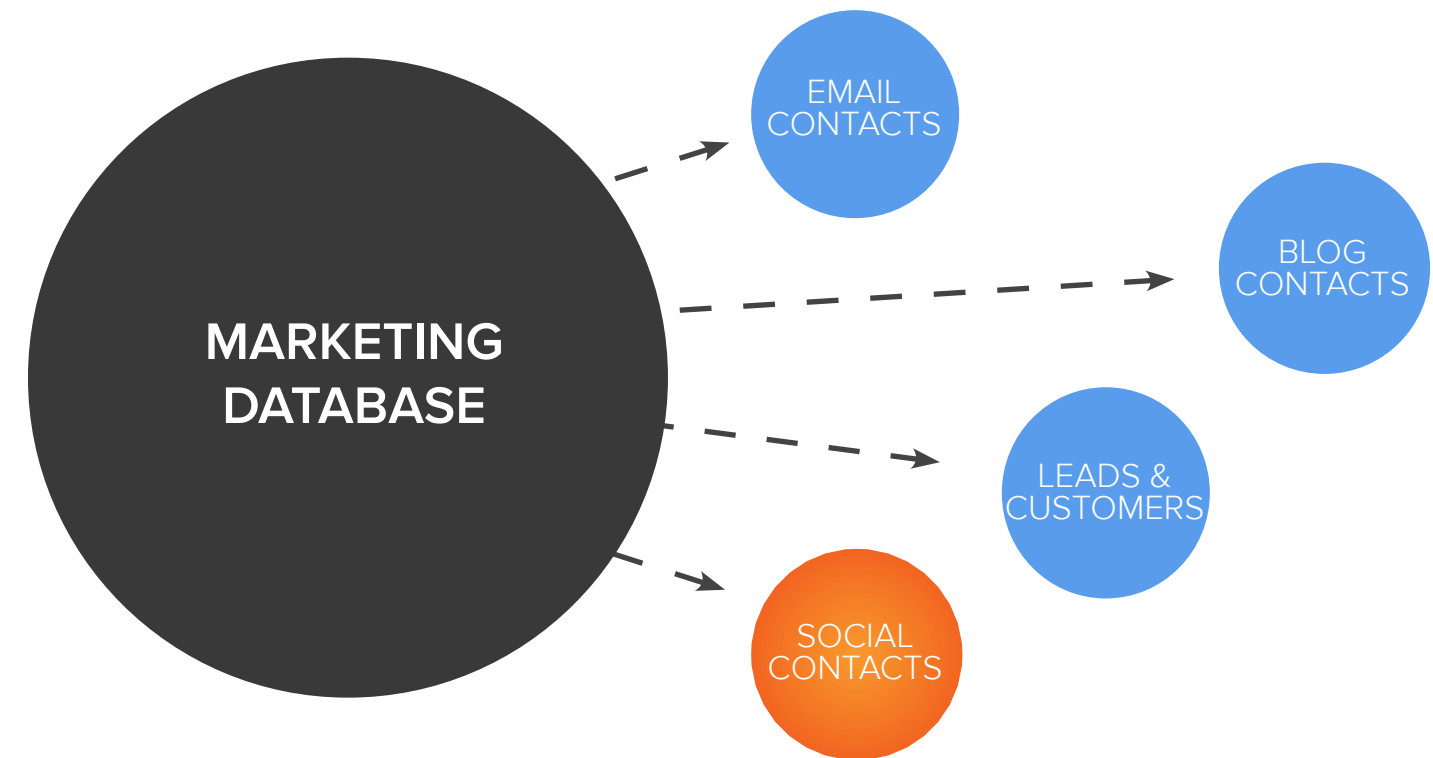 MARKETING
DATABASE
EMAIL
CONTACTS
BLOG
CONTACTS
LEADS &
CUSTOMERS
SOCIAL
CONTACTS